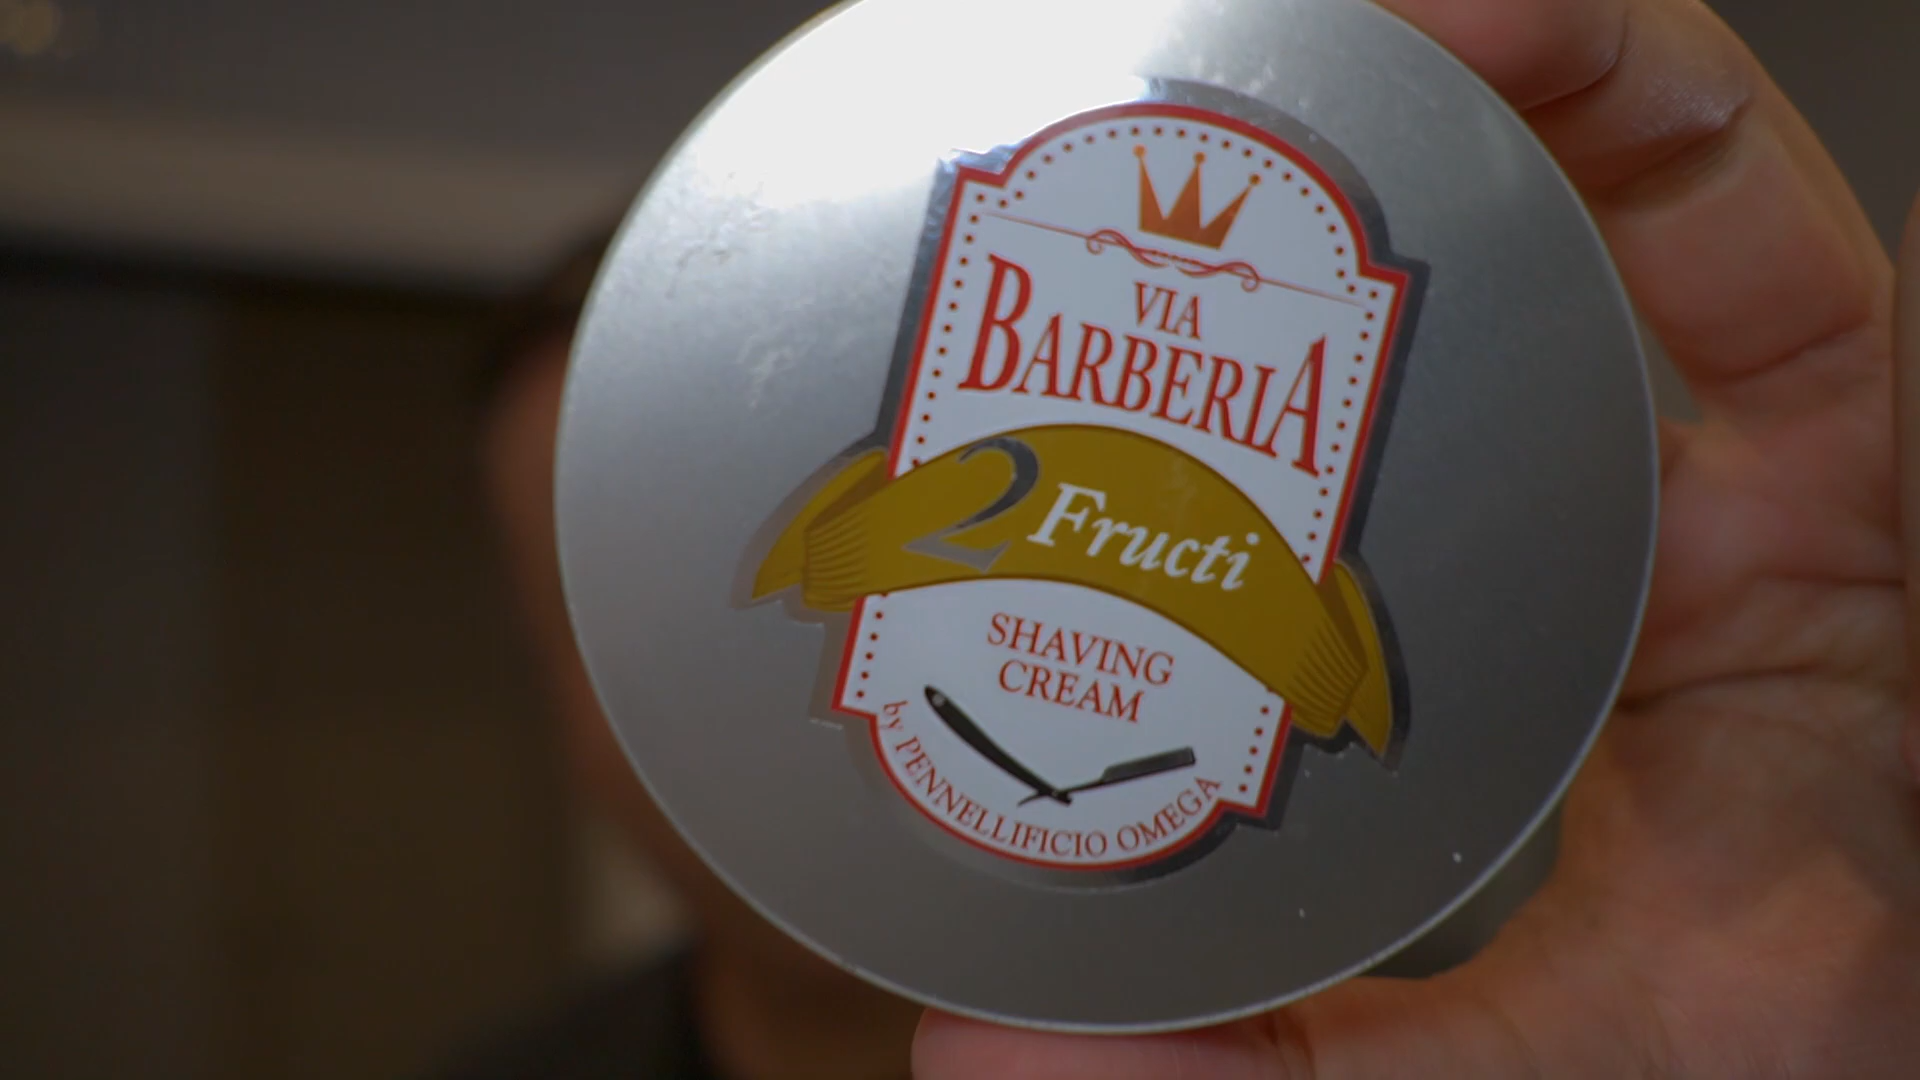 VIA
BARBERIA
2 Fructi
SHAVING
CREAM
by PENNELLIFICIO OMEGA